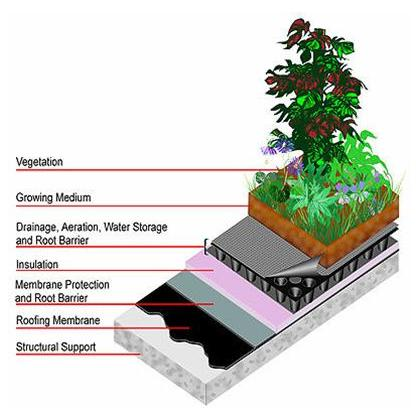 Vegetation
Growing Medium
Drainage, Aeration, Water Storage
and Root Barrier
Insulation
Membrane Protection
and Root Barrier
Roofing Membrane
Structural Support